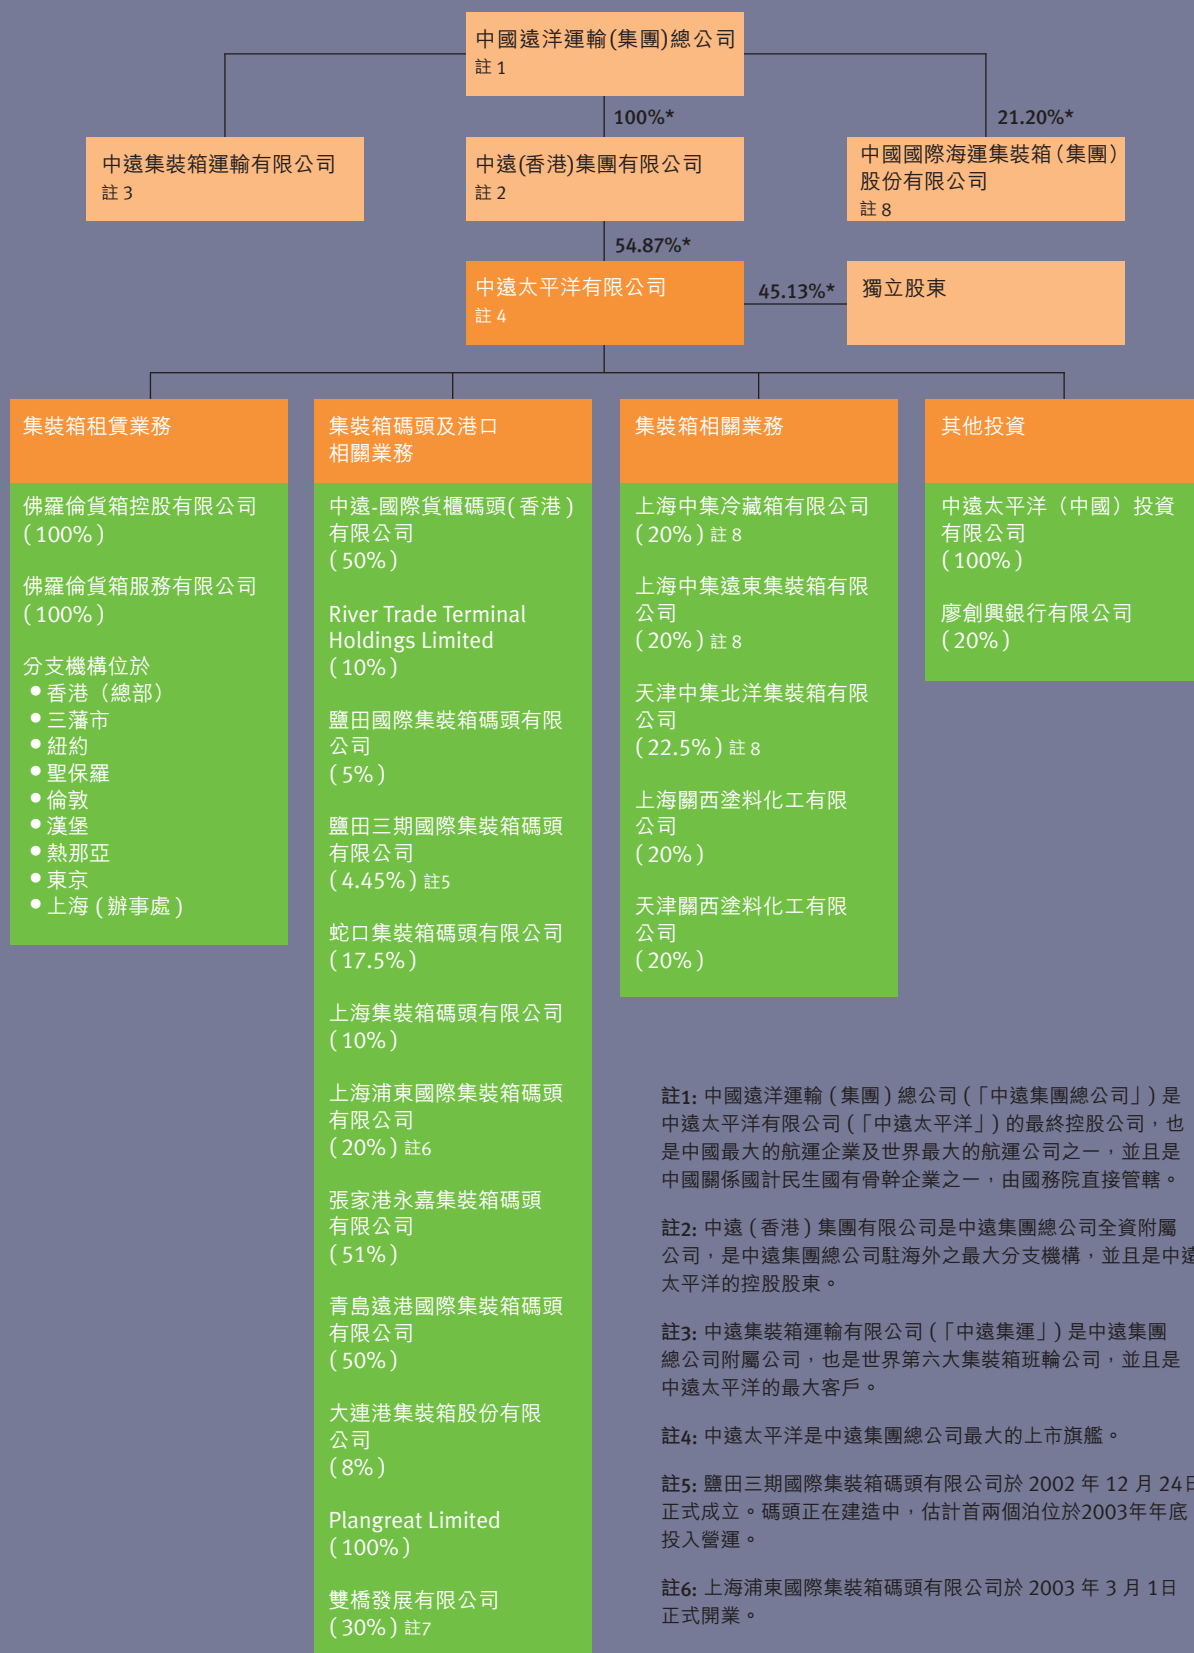 中國遠洋運輸(集團)總公司
註 1
100%*
21.20%*
中遠集裝箱運輸有限公司
註 3
中遠(香港)集團有限公司
註 2
中國國際海運集裝箱(集團)
股份有限公司
註 8
54.87%*
中遠太平洋有限公司
註 4
45.13%*
獨立股東
集裝箱租賃業務
佛羅倫貨箱控股有限公司
(100%)
佛羅倫貨箱服務有限公司
(100%)
分支機構位於
• 香港（總部）
• 三藩市
• 紐約
• 聖保羅
• 倫敦
• 漢堡
• 熱那亞
• 東京
• 上海 ( 辦事處 )
集裝箱碼頭及港口
相關業務
中遠-國際貨櫃碼頭( 香港 )
有限公司
(50%)
River Trade Terminal
Holdings Limited
(10%)
鹽田國際集裝箱碼頭有限
公司
(5%)
鹽田三期國際集裝箱碼頭
有限公司
(4.45%) 註5
蛇口集裝箱碼頭有限公司
(17.5%)
上海集裝箱碼頭有限公司
(10%)
上海浦東國際集裝箱碼頭
有限公司
(20%) 註6
張家港永嘉集裝箱碼頭
有限公司
(51%)
青島遠港國際集裝箱碼頭
有限公司
(50%)
大連港集裝箱股份有限
公司
(8%)
Plangreat Limited
(100%)
雙橋發展有限公司
(30%) 註7
集裝箱相關業務
上海中集冷藏箱有限公司
(20%) 註 8
上海中集遠東集裝箱有限
公司
(20%) 註 8
天津中集北洋集裝箱有限
公司
(22.5%) 註 8
上海關西塗料化工有限
公司
(20%)
天津關西塗料化工有限
公司
(20%)
其他投資
中遠太平洋（中國）投資
有限公司
(100%)
廖創興銀行有限公司
(20%)
註1: 中國遠洋運輸 ( 集團 ) 總公司 (「中遠集團總公司」) 是
中遠太平洋有限公司 (「中遠太平洋」) 的最終控股公司，也
是中國最大的航運企業及世界最大的航運公司之一，並且是
中國關係國計民生國有骨幹企業之一，由國務院直接管轄。
註2: 中遠 ( 香港 ) 集團有限公司是中遠集團總公司全資附屬
公司，是中遠集團總公司駐海外之最大分支機構，並且是中遠
太平洋的控股股東。
註3: 中遠集裝箱運輸有限公司 (「中遠集運」) 是中遠集團
總公司附屬公司，也是世界第六大集裝箱班輪公司，並且是
中遠太平洋的最大客戶。
註4: 中遠太平洋是中遠集團總公司最大的上市旗艦。
註5: 鹽田三期國際集裝箱碼頭有限公司於 2002 年 12 月 24日
正式成立。碼頭正在建造中，估計首兩個泊位於2003年年底
投入營運。
註6: 上海浦東國際集裝箱碼頭有限公司於 2003 年 3 月 1日
正式開業。